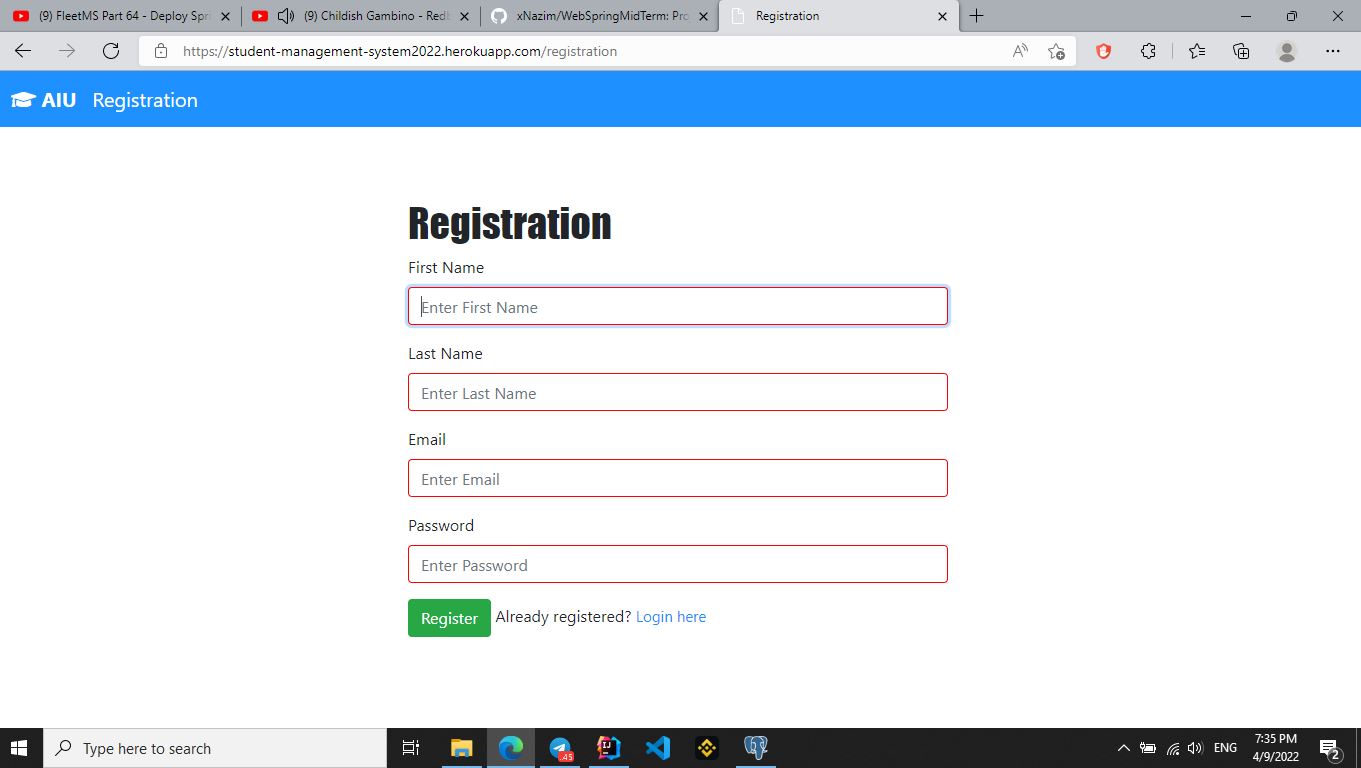 (9) FleetMS Part 64 - Deploy Spri
(9) Childish Gambino - Redb
xNazim/WebSpringMidTerm: Pro
Registration
https://student-management-system2022.herokuapp.com/registration
AIU Registration
Registration
First Name
Enter First Name
Last Name
Enter Last Name
Email
Enter Email
Password
Enter Password
Register Already registered? Login here
Type here to search
.45
ENG
7:35 PM
4/9/2022
2